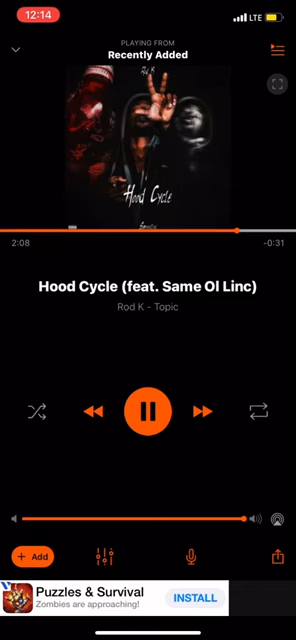 12:14
LTE
PLAYING FROM
Recently Added
Rod K
Hood Cycle
2:08
-0:31
Hood Cycle (feat. Same Ol Linc)
Rod K - Topic
+ Add
Puzzles & Survival
Zombies are approaching!
INSTALL